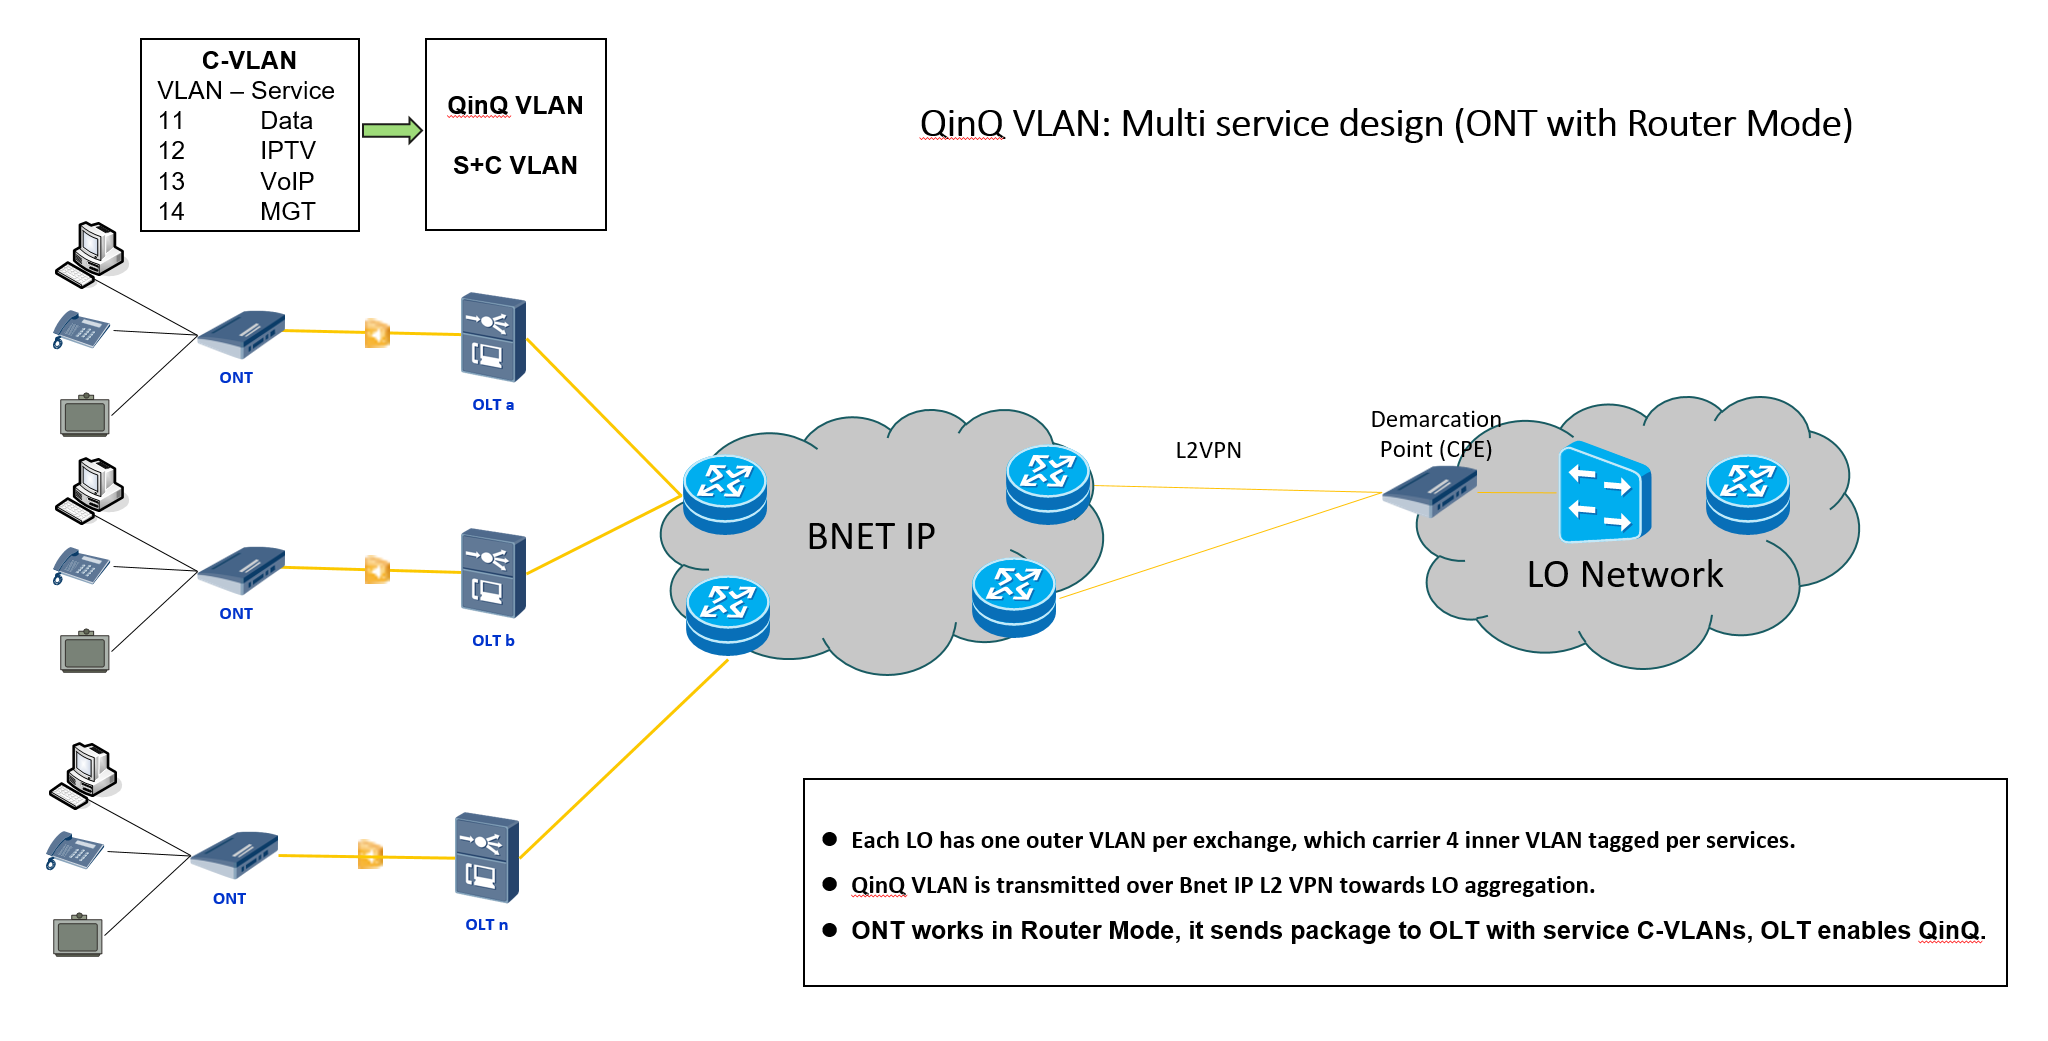 C-VLAN
VLAN – Service
11 Data
12 IPTV
13 VoIP
14 MGT
QinQ VLAN
S+C VLAN
QinQ VLAN: Multi service design (ONT with Router Mode)
ONT
OLT a
ONT
OLT b
ONT
OLT n
BNET IP
L2VPN
Demarcation
Point (CPE)
LO Network
● Each LO has one outer VLAN per exchange, which carrier 4 inner VLAN tagged per services.
● QinQ VLAN is transmitted over Bnet IP L2 VPN towards LO aggregation.
● ONT works in Router Mode, it sends package to OLT with service C-VLANs, OLT enables QinQ.